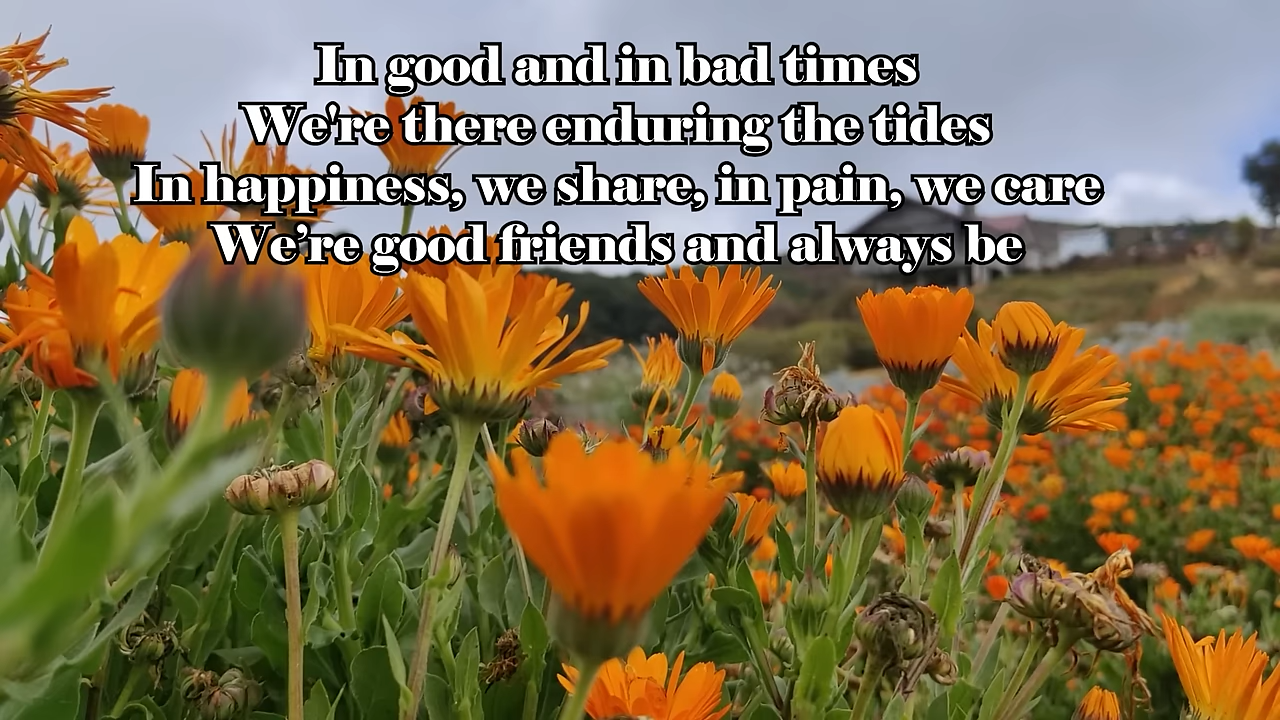 In good and in bad times
We're there enduring the tides
In happiness, we share, in pain, we care
We’re good friends and always be